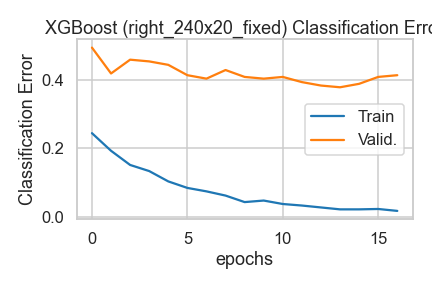 XGBoost (right_240x20_fixed) Classification Erro
Classification Error
0.4
0.2
0.0
Train
Valid.
0
5
10
15
epochs